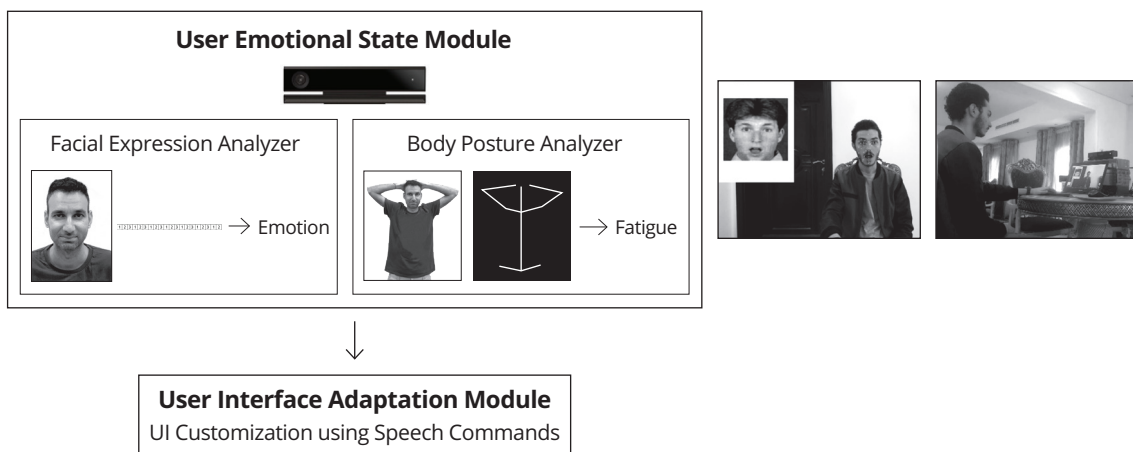 User Emotional State Module
Facial Expression Analyzer
Emotion
Body Posture Analyzer
Fatigue
User Interface Adaptation Module
UI Customization using Speech Commands